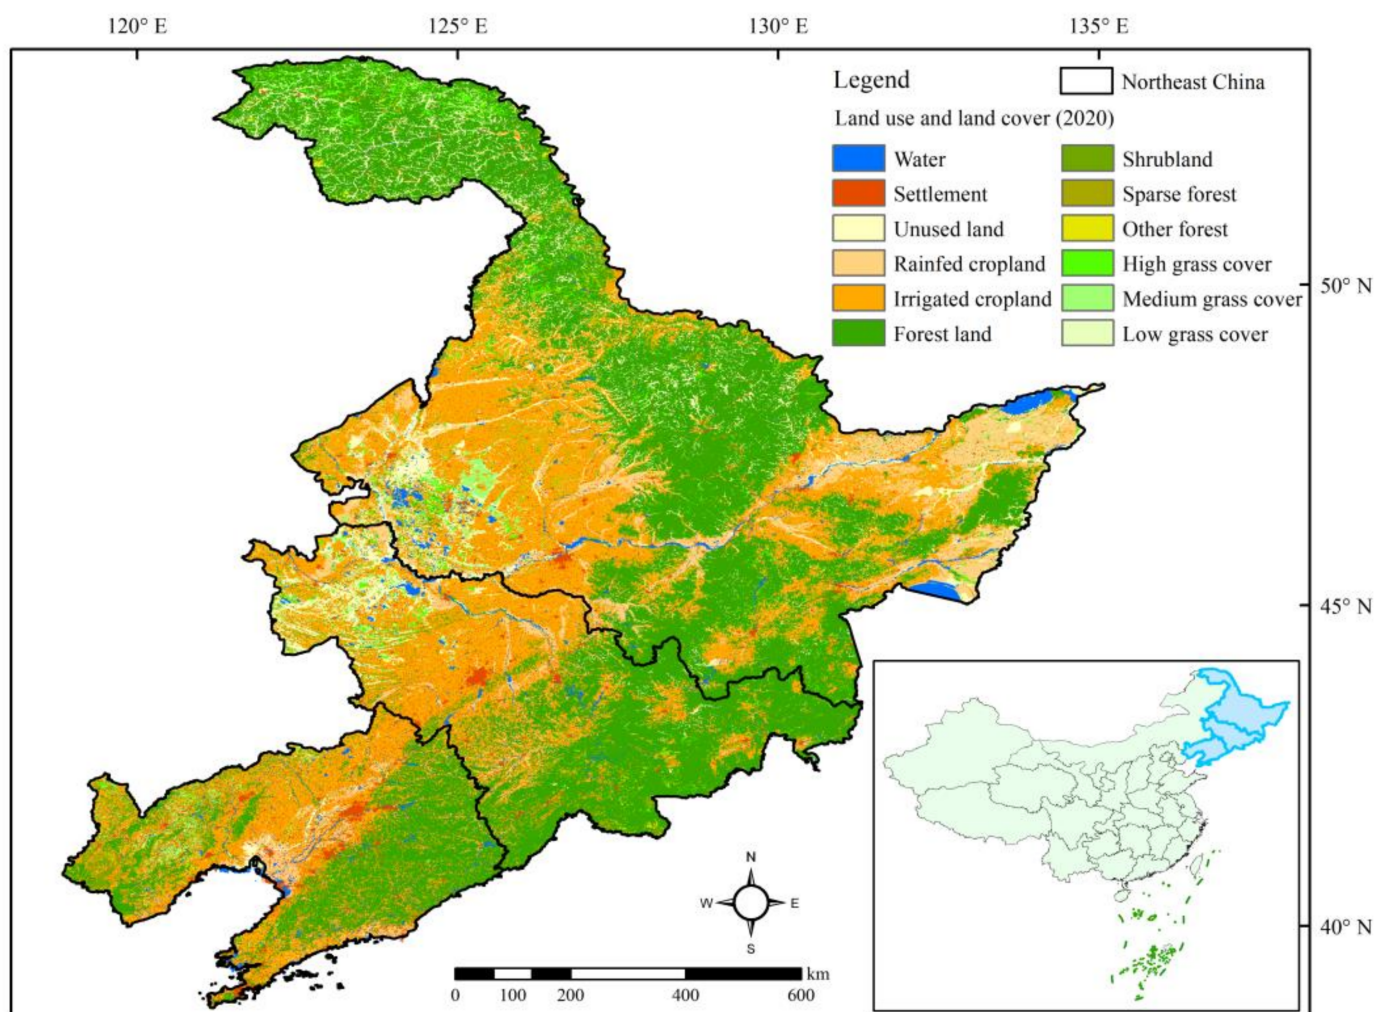 120° E 125° E 130° E 135° E
Legend
Northeast China
Land use and land cover (2020)
Water
Settlement
Unused land
Rainfed cropland
Irrigated cropland
Forest land
Shrubland
Sparse forest
Other forest
High grass cover
Medium grass cover
Low grass cover
50° N
45° N
40° N
N
W E
S
km
0 100 200 400 600